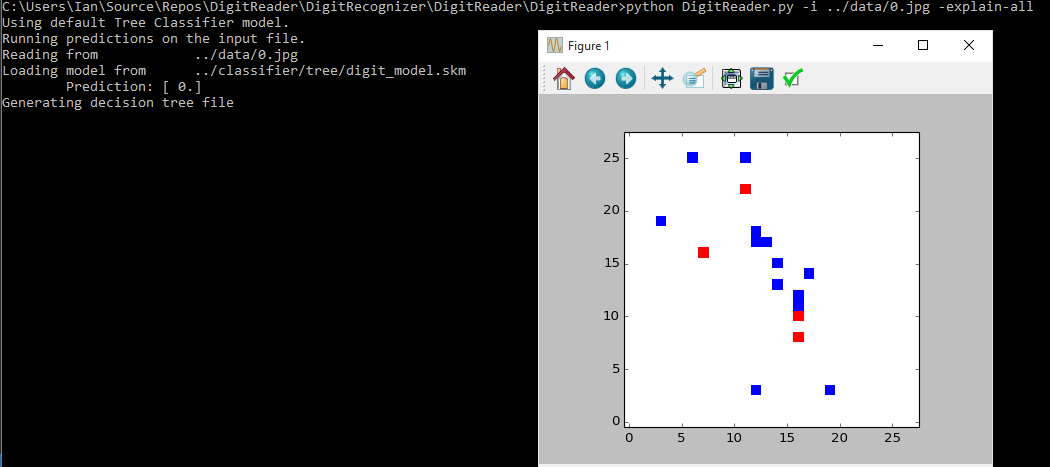 C:\Users\Ian\Source\Repos\DigitReader\DigitRecognizer\DigitReader\DigitReader>python DigitReader.py -i ../data/0.jpg -explain-all
Using default Tree Classifier model.
Running predictions on the input file.
Reading from ../data/0.jpg
Loading model from ../classifier/tree/digit_model.skm
Prediction: [ 0.]
Generating decision tree file
Figure 1
25
20
15
10
5
0
0 5 10 15 20 25